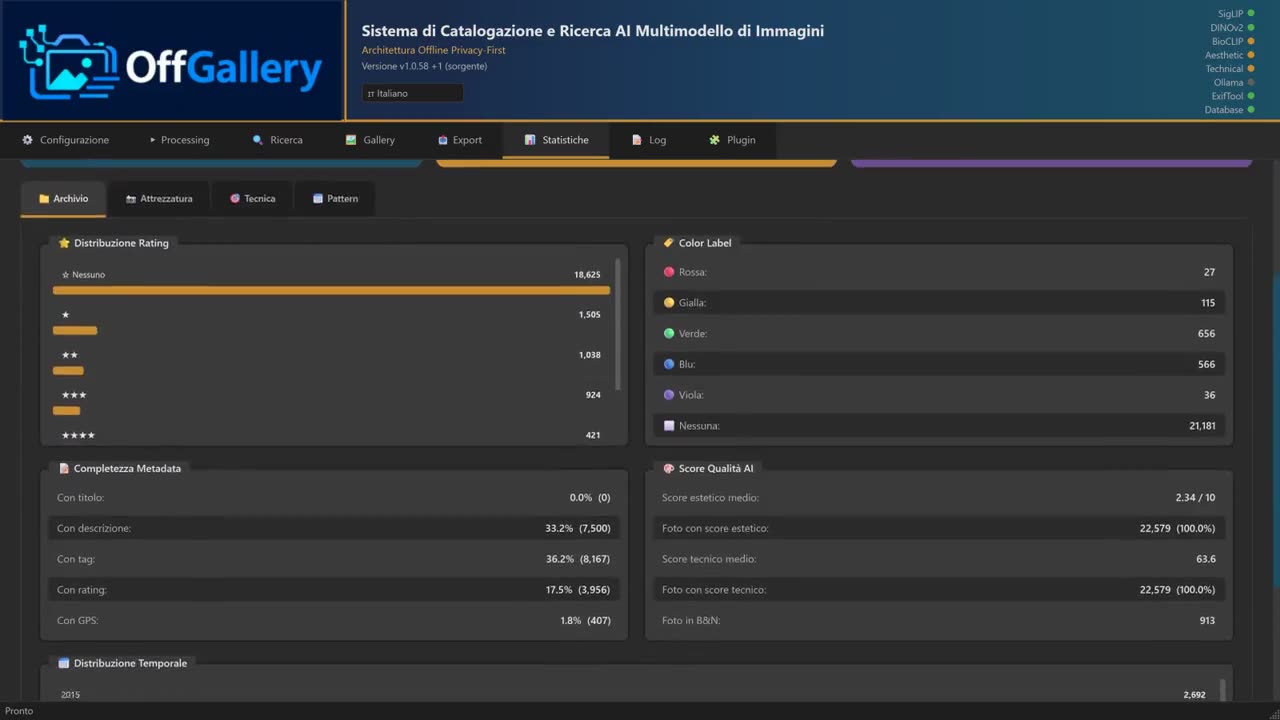 OffGallery
Sistema di Catalogazione e Ricerca AI Multimodello di Immagini
Architettura Offline Privacy-First
Versione v1.0.58 +1 (sorgente)
IT Italiano
SigLIP
DINOv2
BioCLIP
Aesthetic
Technical
Ollama
ExifTool
Database
Configurazione Processing Ricerca Gallery Export Statistiche Log Plugin
Archivio Attrezzatura Tecnica Pattern
Distribuzione Rating
☆ Nessuno 18,625
★ 1,505
★★ 1,038
★★★ 924
★★★★ 421
Color Label
Rossa: 27
Gialla: 115
Verde: 656
Blu: 566
Viola: 36
Nessuna: 21,181
Completezza Metadata
Con titolo: 0.0% (0)
Con descrizione: 33.2% (7,500)
Con tag: 36.2% (8,167)
Con rating: 17.5% (3,956)
Con GPS: 1.8% (407)
Score Qualità AI
Score estetico medio: 2.34 / 10
Foto con score estetico: 22,579 (100.0%)
Score tecnico medio: 63.6
Foto con score tecnico: 22,579 (100.0%)
Foto in B&N: 913
Distribuzione Temporale
2015 2,692
Pronto